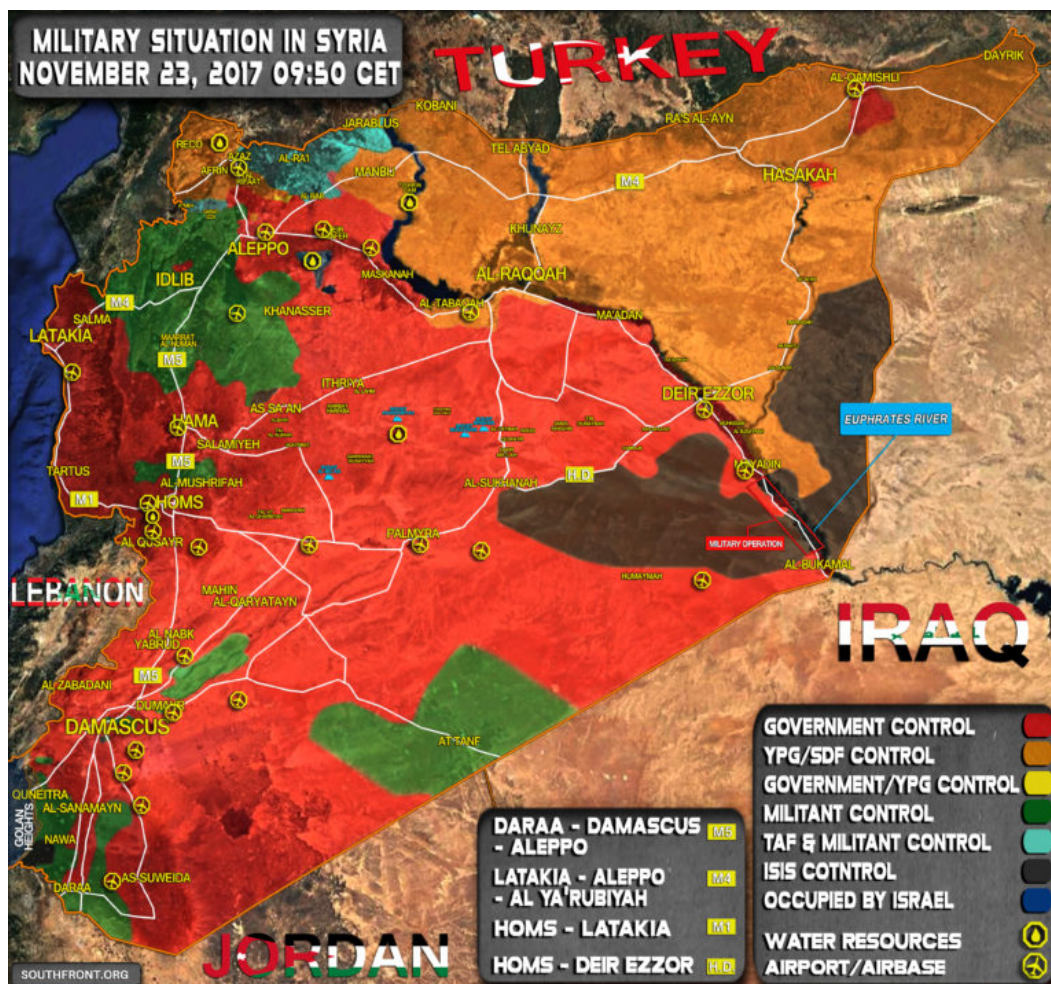 MILITARY SITUATION IN SYRIA
NOVEMBER 23, 2017 09:50 CET
TURKEY
DAYRIK
AL-QAMISHLI
KOBANI
RA'S AL-AYN
JARABLUS
TEL'ABYAD
RECO
AZAZ
AL-RA'I
AFRIN
MANBIJ
HASAKAH
M4
KHUNAYZ
ALEPPO
MASKANAH
AL-RAQQAH
IDLIB
AL-TABAQAH
M4
SALMA
KHANASSER
MA'ADAN
LATAKIA
MAARRAT
AL-NUMAN
M5
ITHRIYA
DEIR EZZOR
AS SA'AN
HAMA
EUPHRATES RIVER
SALAMIYEH
M5
TARTUS
AL-MUSHRIFAH
MAYADIN
AL-SUKHANAH
H.D.
M1
HOMS
PALMYRA
AL QUSAYR
MILITARY OPERATION
AL-BUKAMAL
HUMAYMAH
LEBANON
MAHIN
AL-QARYATAYN
IRAQ
AL NABK
YABRUD
M5
AL-ZABADANI
DUMAYR
DAMASCUS
AT TANF
QUNEITRA
AL-SANAMAYN
GOLAN
HEIGHTS
NAWA
AS-SUWEIDA
DARAA
JORDAN
SOUTHFRONT.ORG
DARAA - DAMASCUS
- ALEPPO
M5
LATAKIA - ALEPPO
- AL YA'RUBIYAH
M4
HOMS - LATAKIA
M1
HOMS - DEIR EZZOR
H.D.
GOVERNMENT CONTROL
YPG/SDF CONTROL
GOVERNMENT/YPG CONTROL
MILITANT CONTROL
TAF & MILITANT CONTROL
ISIS COTNTROL
OCCUPIED BY ISRAEL
WATER RESOURCES
AIRPORT/AIRBASE